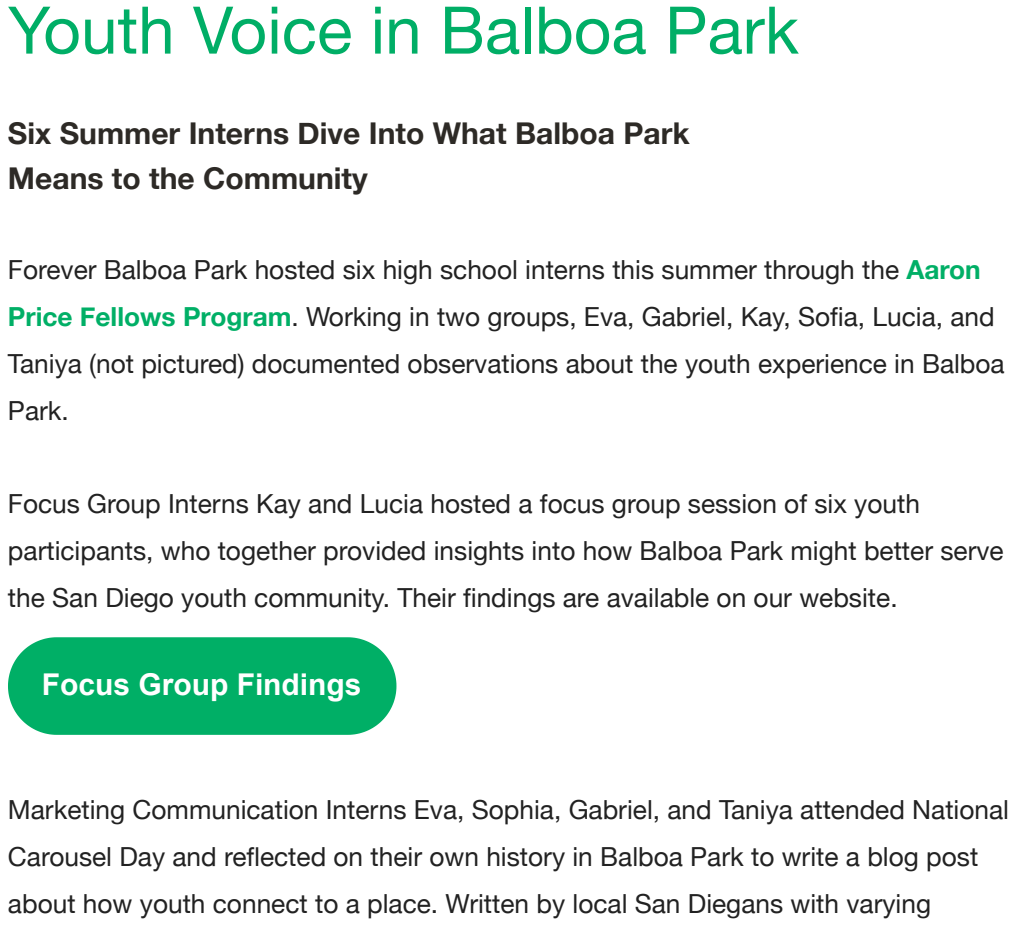 Youth Voice in Balboa Park
Six Summer Interns Dive Into What Balboa Park
Means to the Community
Forever Balboa Park hosted six high school interns this summer through the Aaron
Price Fellows Program. Working in two groups, Eva, Gabriel, Kay, Sofia, Lucia, and
Taniya (not pictured) documented observations about the youth experience in Balboa
Park.
Focus Group Interns Kay and Lucia hosted a focus group session of six youth
participants, who together provided insights into how Balboa Park might better serve
the San Diego youth community. Their findings are available on our website.
Focus Group Findings
Marketing Communication Interns Eva, Sophia, Gabriel, and Taniya attended National
Carousel Day and reflected on their own history in Balboa Park to write a blog post
about how youth connect to a place. Written by local San Diegans with varying